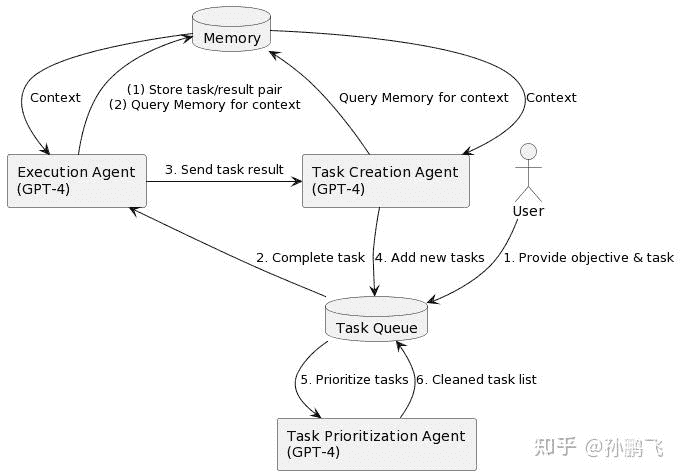 Memory
Context
(1) Store task/result pair
(2) Query Memory for context
Query Memory for context
Context
Execution Agent
(GPT-4)
3. Send task result
Task Creation Agent
(GPT-4)
User
2. Complete task
4. Add new tasks
1. Provide objective & task
Task Queue
5. Prioritize tasks
6. Cleaned task list
Task Prioritization Agent
(GPT-4)
知乎 @孙鹏飞